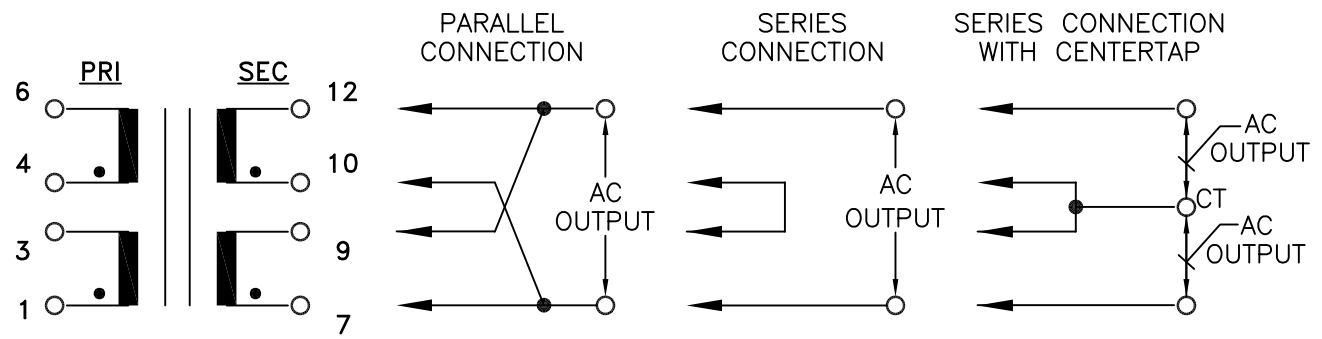 PRI
SEC
6
4
3
1
12
10
9
7
PARALLEL
CONNECTION
AC
OUTPUT
SERIES
CONNECTION
AC
OUTPUT
SERIES CONNECTION
WITH CENTERTAP
AC
OUTPUT
CT
AC
OUTPUT